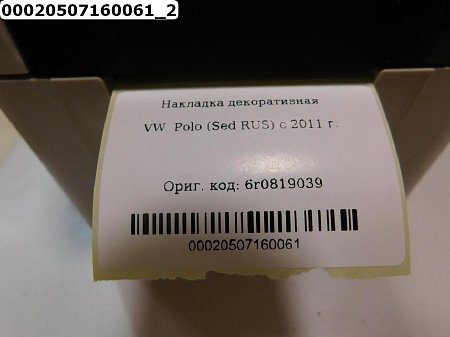 00020507160061_2
Накладка декоративная
VW Polo (Sed RUS) с 2011 г.
Ориг. код: 6r0819039
00020507160061